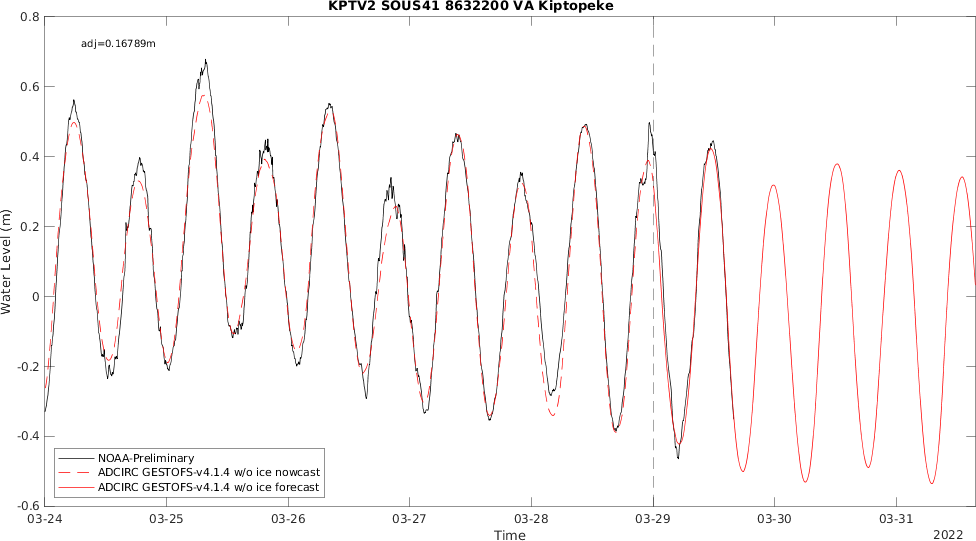 KPTV2 SOUS41 8632200 VA Kiptopeke
adj=0.16789m
0.8
0.6
0.4
0.2
0
-0.2
-0.4
-0.6
Water Level (m)
NOAA-Preliminary
ADCIRC GESTOFS-v4.1.4 w/o ice nowcast
ADCIRC GESTOFS-v4.1.4 w/o ice forecast
03-24 03-25 03-26 03-27 03-28 03-29 03-30 03-31
Time
2022